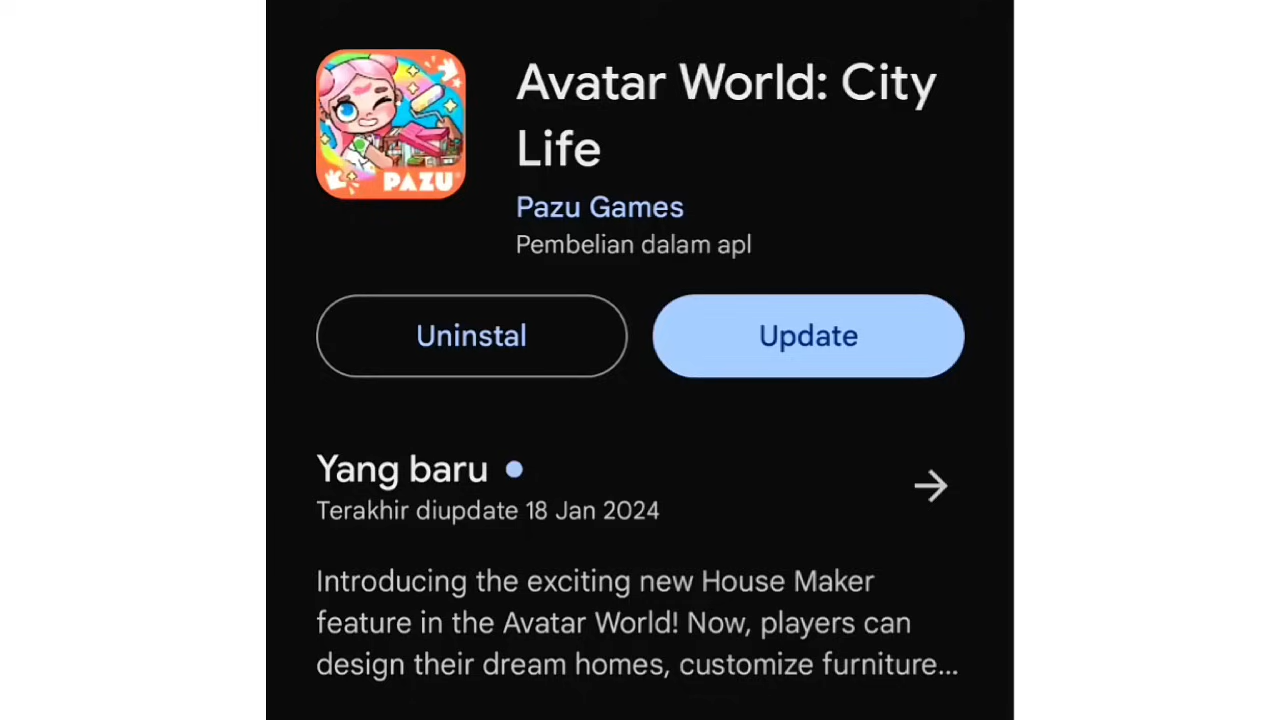 PAZU
Avatar World: City
Life
Pazu Games
Pembelian dalam apl
Uninstal
Update
Yang baru
Terakhir diupdate 18 Jan 2024
Introducing the exciting new House Maker
feature in the Avatar World! Now, players can
design their dream homes, customize furniture...